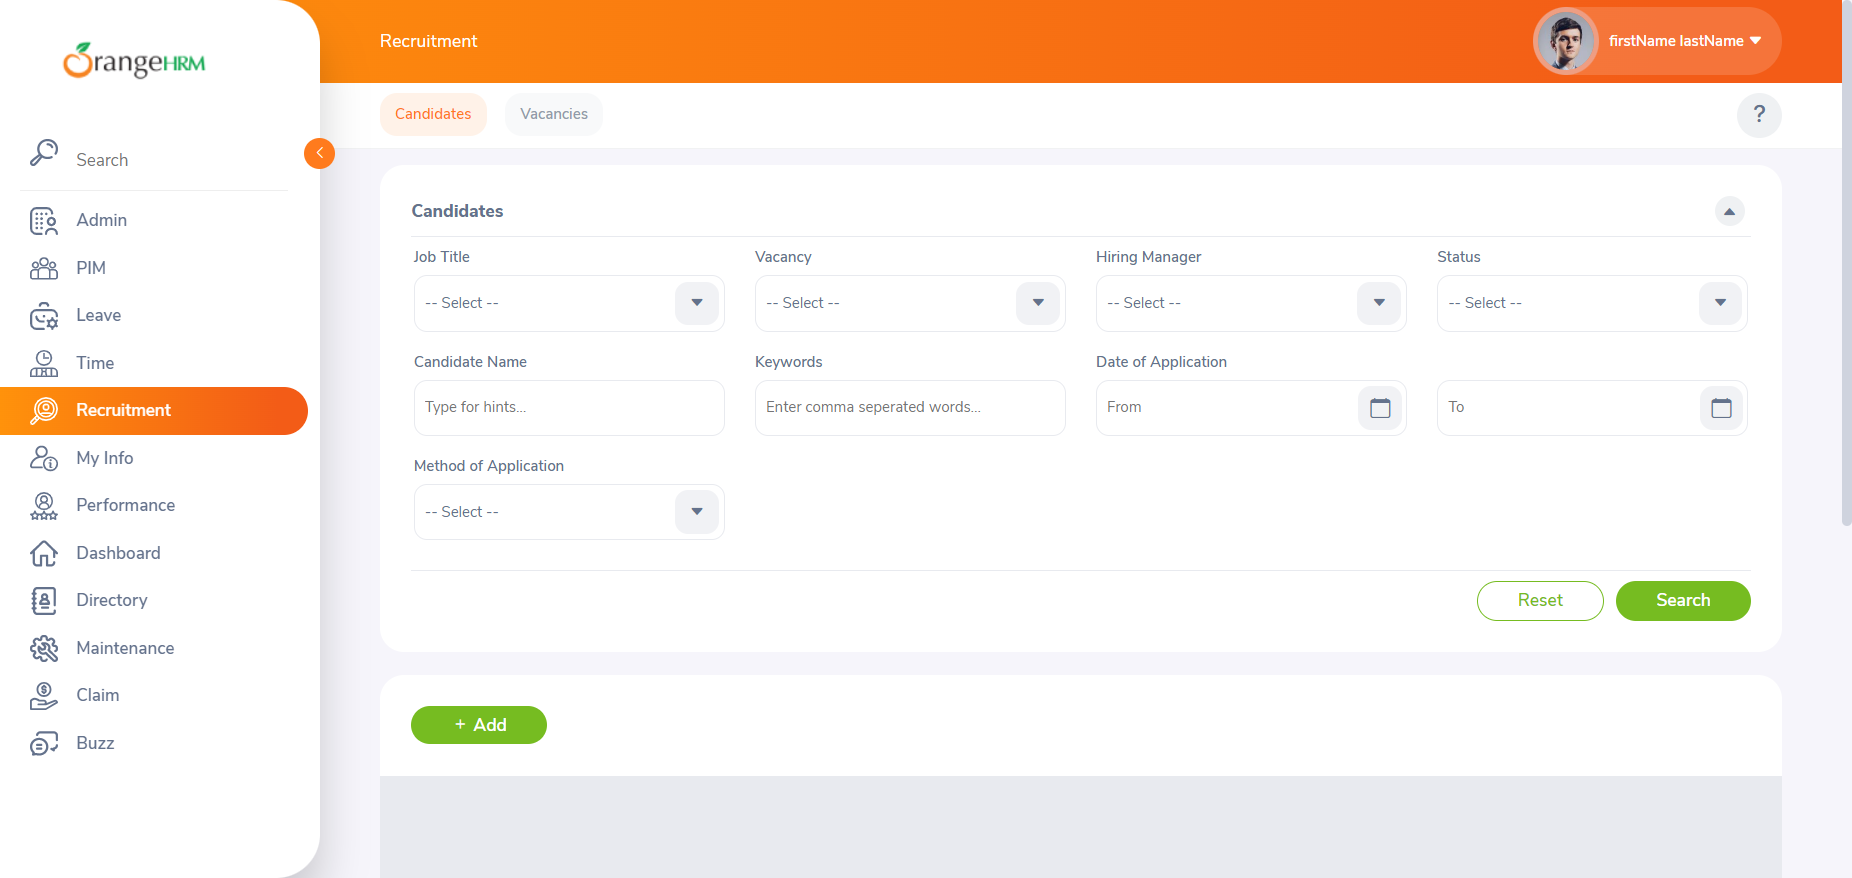 OrangeHRM
Search
Admin
PIM
Leave
Time
Recruitment
My Info
Performance
Dashboard
Directory
Maintenance
Claim
Buzz
Recruitment
firstName lastName
Candidates
Vacancies
?
Candidates
Job Title
Vacancy
Hiring Manager
Status
-- Select --
-- Select --
-- Select --
-- Select --
Candidate Name
Keywords
Date of Application
Type for hints...
Enter comma seperated words...
From
To
Method of Application
-- Select --
Reset
Search
+ Add